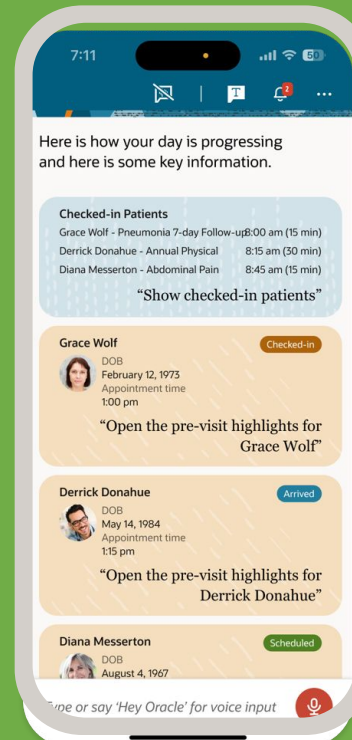 7:11
50
T
2
Here is how your day is progressing
and here is some key information.
Checked-in Patients
Grace Wolf - Pneumonia 7-day Follow-up8:00 am (15 min)
Derrick Donahue - Annual Physical 8:15 am (30 min)
Diana Messerton - Abdominal Pain 8:45 am (15 min)
“Show checked-in patients”
Grace Wolf Checked-in
DOB
February 12, 1973
Appointment time
1:00 pm
“Open the pre-visit highlights for
Grace Wolf”
Derrick Donahue Arrived
DOB
May 14, 1984
Appointment time
1:15 pm
“Open the pre-visit highlights for
Derrick Donahue”
Diana Messerton Scheduled
DOB
August 4, 1967
or say ‘Hey Oracle’ for voice input